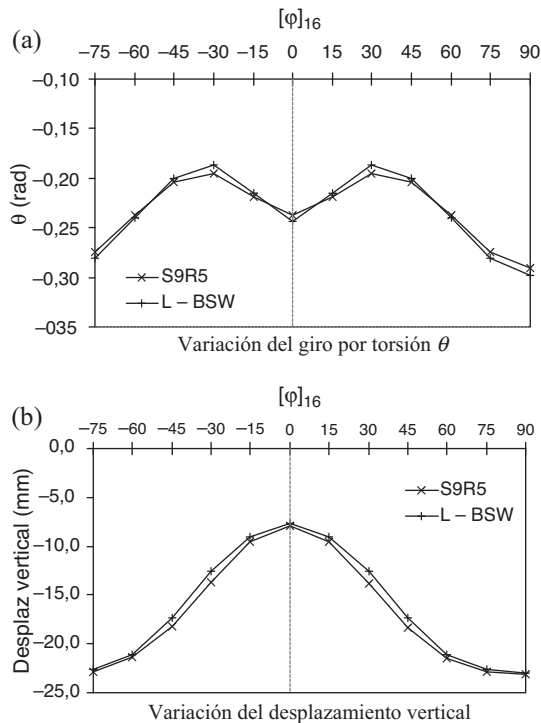 (a)
[φ]16
–75 –60 –45 –30 –15 0 15 30 45 60 75 90
–0,10
–0,15
–0,20
–0,25
–0,30
–035
θ (rad)
S9R5
L – BSW
Variación del giro por torsión θ
(b)
[φ]16
–75 –60 –45 –30 –15 0 15 30 45 60 75 90
0,0
–5,0
–10,0
–15,0
–20,0
–25,0
Desplaz vertical (mm)
S9R5
L – BSW
Variación del desplazamiento vertical